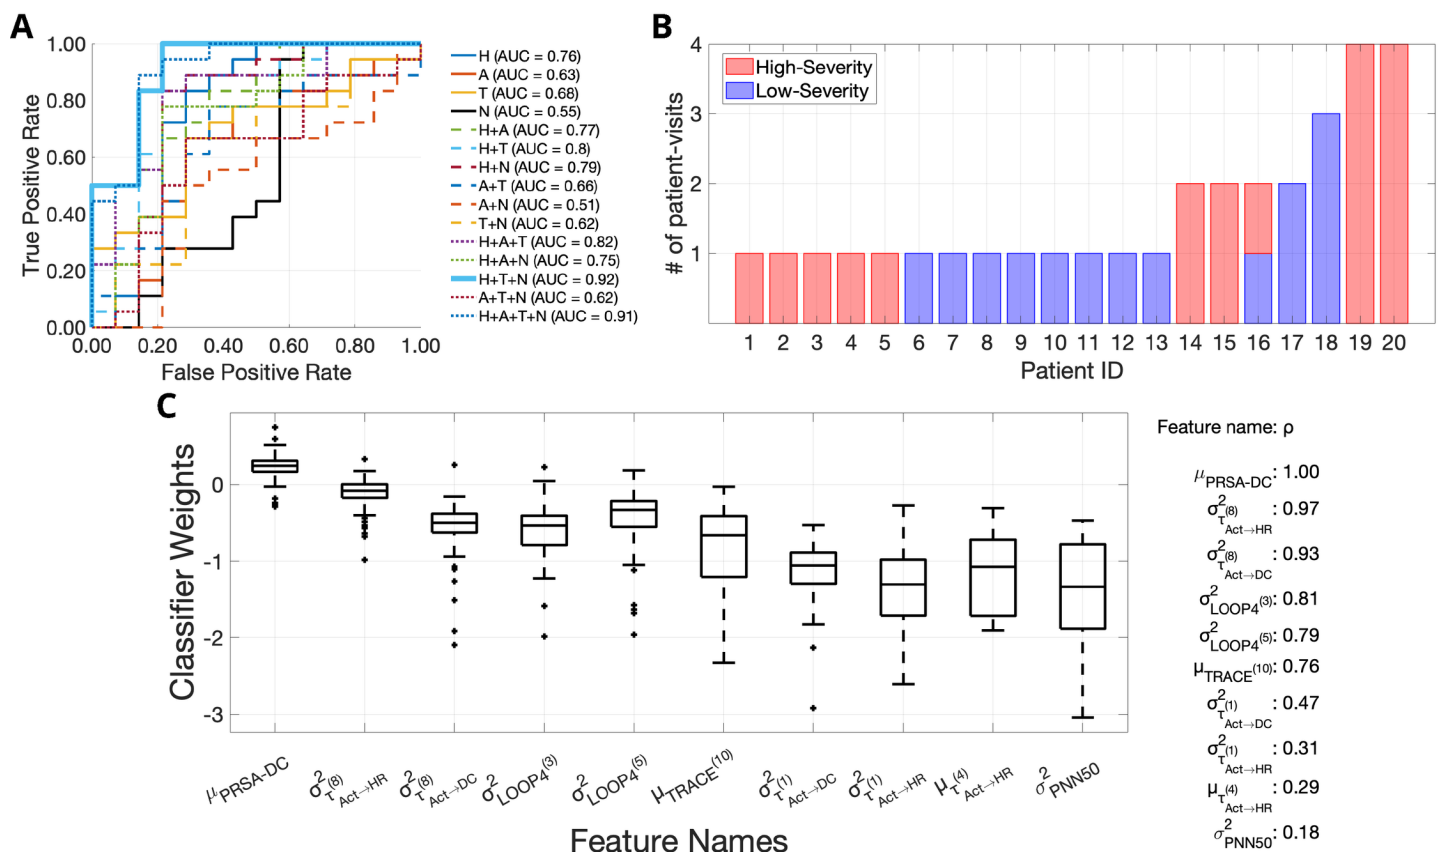 A
1.00
0.80
0.60
0.40
0.20
0.00
True Positive Rate
0.00 0.20 0.40 0.60 0.80 1.00
False Positive Rate
H (AUC = 0.76)
A (AUC = 0.63)
T (AUC = 0.68)
N (AUC = 0.55)
H+A (AUC = 0.77)
H+T (AUC = 0.8)
H+N (AUC = 0.79)
A+T (AUC = 0.66)
A+N (AUC = 0.51)
T+N (AUC = 0.62)
H+A+T (AUC = 0.82)
H+A+N (AUC = 0.75)
H+T+N (AUC = 0.92)
A+T+N (AUC = 0.62)
H+A+T+N (AUC = 0.91)
B
4
3
2
1
# of patient-visits
High-Severity
Low-Severity
1 2 3 4 5 6 7 8 9 10 11 12 13 14 15 16 17 18 19 20
Patient ID
C
0
-1
-2
-3
Classifier Weights
μPRSA-DC σ²τ(8)Act→HR σ²τ(8)Act→DC σ²LOOP4(3) σ²LOOP4(5) μTRACE(10) σ²τ(1)Act→DC σ²τ(1)Act→HR μτ(4)Act→HR σ²PNN50
Feature Names
Feature name: ρ
μPRSA-DC: 1.00
σ²τ(8)Act→HR: 0.97
σ²τ(8)Act→DC: 0.93
σ²LOOP4(3): 0.81
σ²LOOP4(5): 0.79
μTRACE(10): 0.76
σ²τ(1)Act→DC: 0.47
σ²τ(1)Act→HR: 0.31
μτ(4)Act→HR: 0.29
σ²PNN50: 0.18